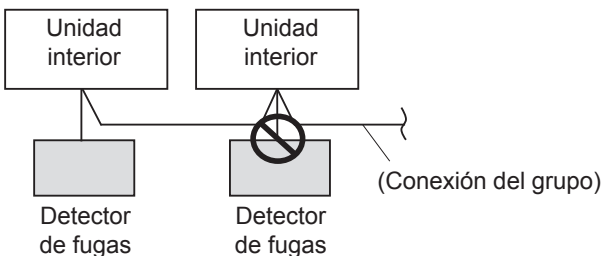 Unidad
interior
Unidad
interior
(Conexión del grupo)
Detector
de fugas
Detector
de fugas